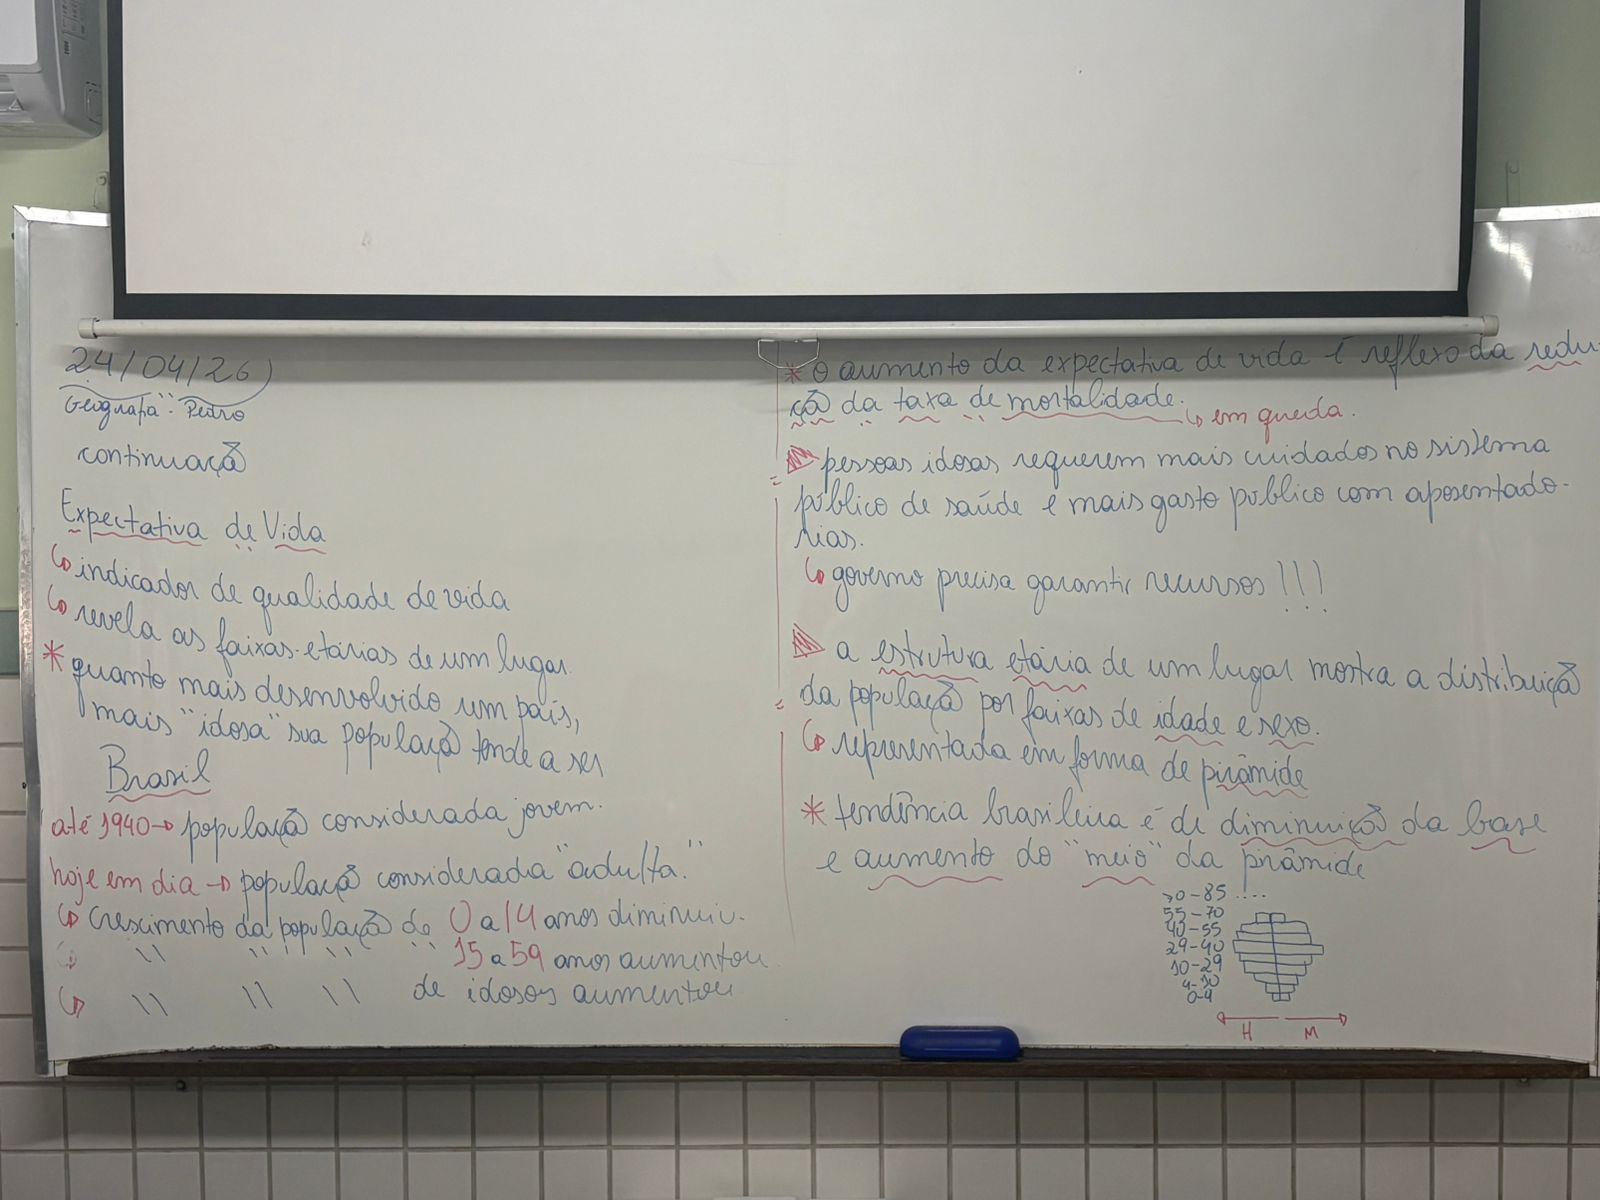 24/04/26
Geografia: Pedro
continuação
Expectativa de Vida
↳ indicador de qualidade de vida
↳ revela as faixas etárias de um lugar.
* quanto mais desenvolvido um país,
mais "idosa" sua população tende a ser
Brasil
até 1940 → população considerada jovem.
hoje em dia → população considerada "adulta."
↳ crescimento da população de 0 a 14 anos diminuiu.
↳ \\ \\ \\ \\ 15 a 59 anos aumentou
↳ \\ \\ \\ de idosos aumentou
* o aumento da expectativa de vida é reflexo da redu-
ção da taxa de mortalidade. ↳ em queda.
pessoas idosas requerem mais cuidados no sistema
público de saúde e mais gasto público com aposentado-
rias.
↳ governo precisa garantir recursos!!!
a estrutura etária de um lugar mostra a distribuição
da população por faixas de idade e sexo.
↳ representada em forma de pirâmide
* tendência brasileira é de diminuição da base
e aumento do "meio" da pirâmide
70-85 ....
55-70
40-55
29-40
10-29
4-10
0-4
H M